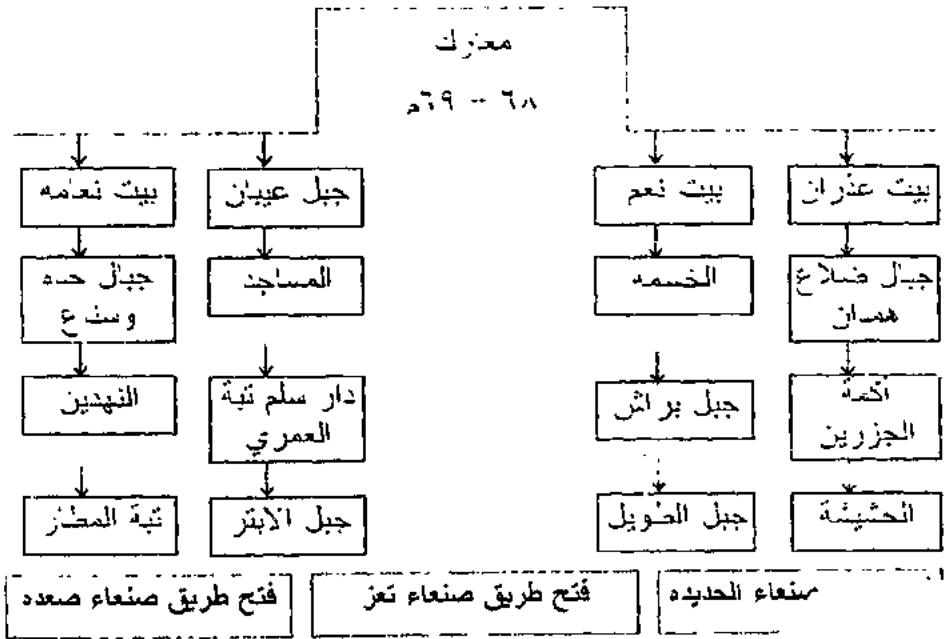 معارك
٦٨ - ٦٩م
بيت عذران
بيت نعم
جبل عيبان
بيت نعامه
جبال ضلاع
همدان
الخسمه
المساجد
جبال حده
وسنع
أكمة
الجزرين
جبل براش
دار سلم تبة
العمري
النهدين
الحشيشة
جبل الطويل
جبل الابتر
تبة المطار
صنعاء الحديده
فتح طريق صنعاء تعز
فتح طريق صنعاء صعده